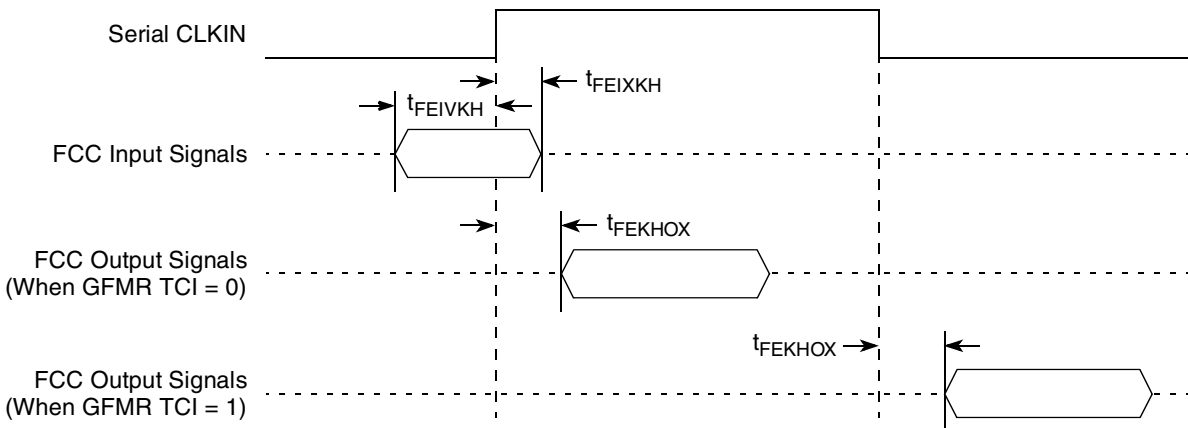 Serial CLKIN
tFEIXKH
tFEIVKH
FCC Input Signals
tFEKHOX
FCC Output Signals
(When GFMR TCI = 0)
tFEKHOX
FCC Output Signals
(When GFMR TCI = 1)